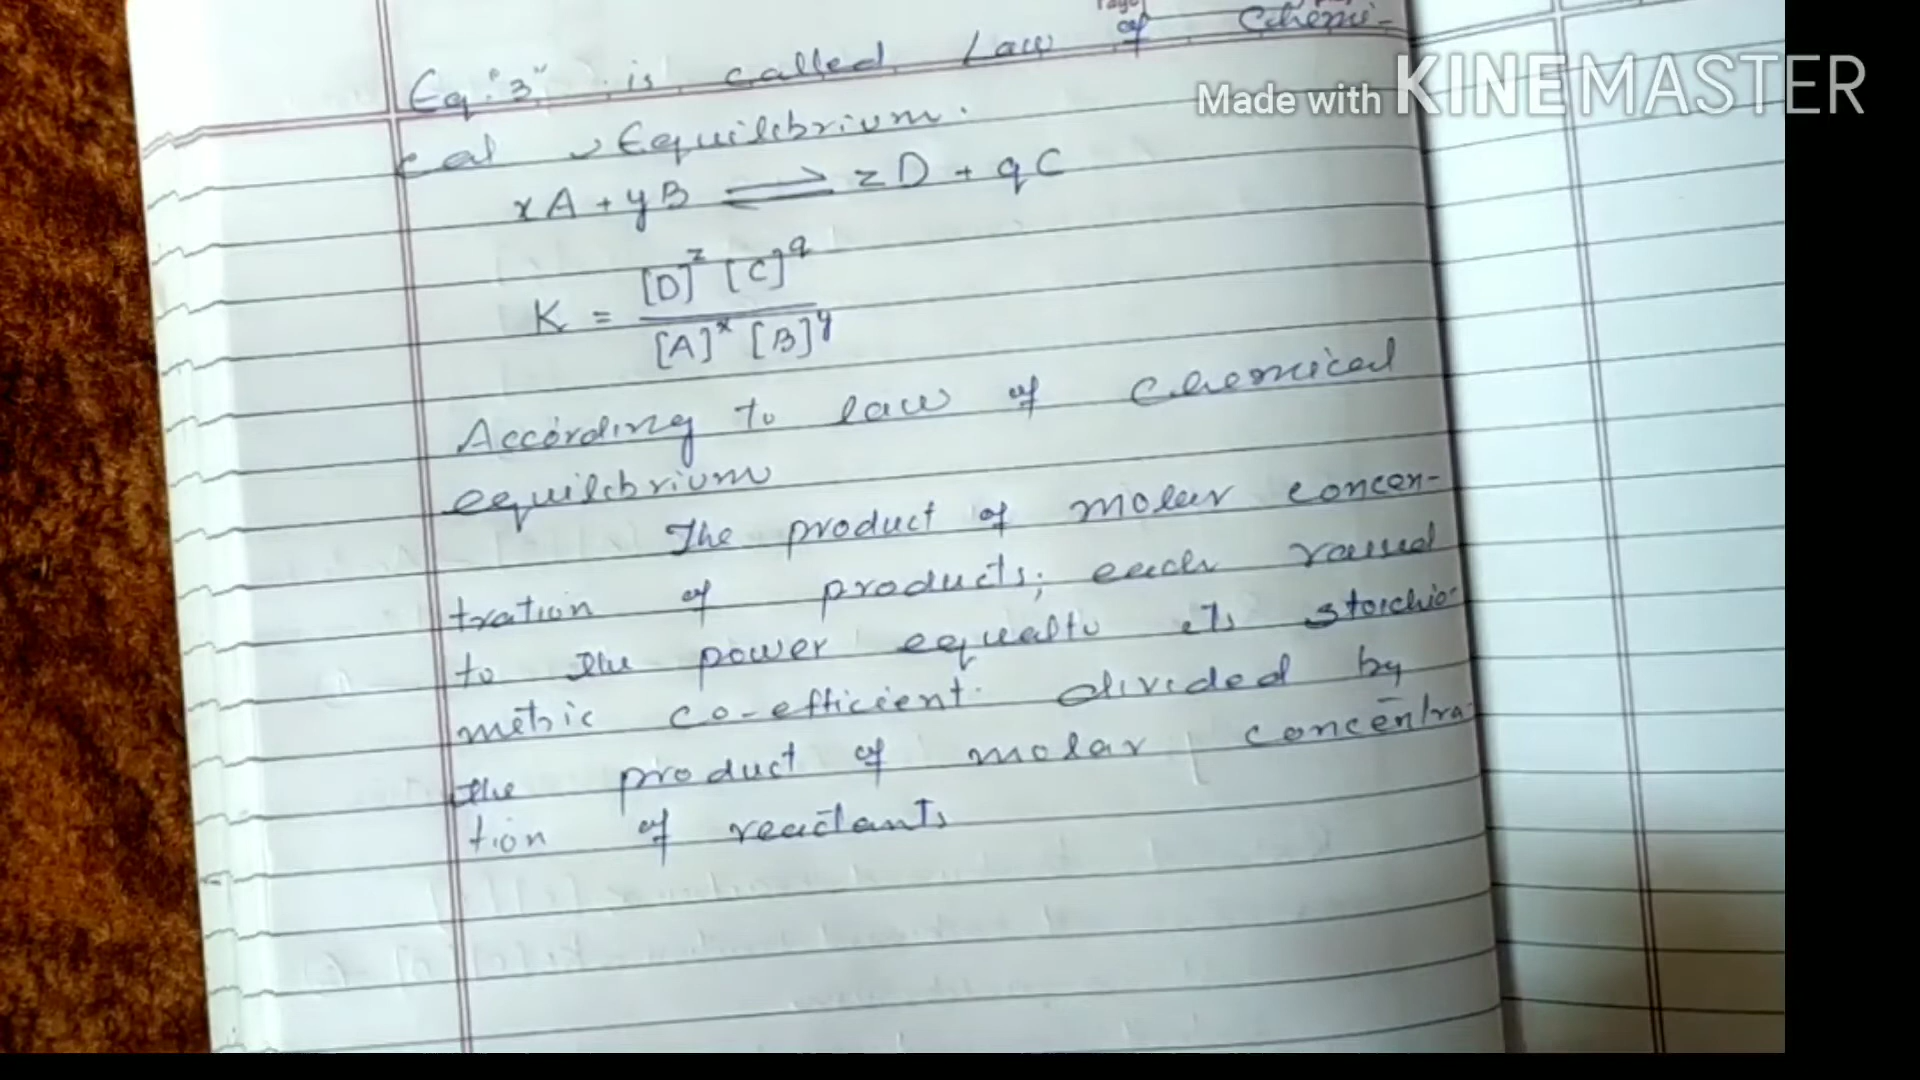 Eq: "3" is called Law of Chemi-
cal Equilibrium.
xA + yB ⇌ zD + qC
K = [D]^z [C]^q / [A]^x [B]^y
According to law of Chemical
equilibrium
The product of molar concen-
tration of products; each raised
to the power equal to its stoichio-
metric co-efficient divided by
the product of molar concentra-
tion of reactants
Made with KINEMASTER